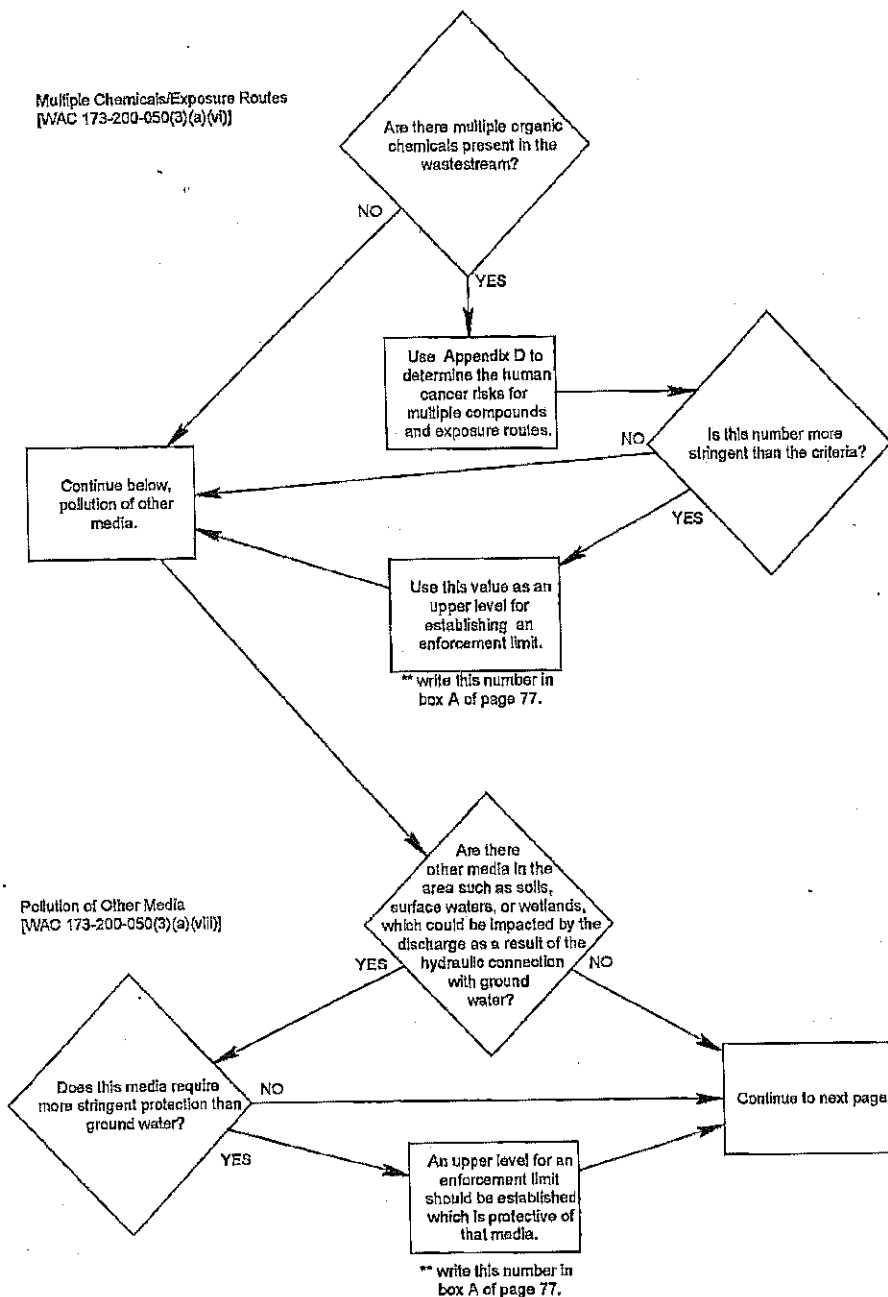 Multiple Chemicals/Exposure Routes
[WAC 173-200-050(3)(a)(vi)]
Are there multiple organic
chemicals present in the
wastestream?
NO
YES
Use Appendix D to
determine the human
cancer risks for
multiple compounds
and exposure routes.
Is this number more
stringent than the criteria?
NO
YES
Continue below,
pollution of other
media.
Use this value as an
upper level for
establishing an
enforcement limit.
** write this number in
box A of page 77.
Are there
other media in the
area such as soils,
surface waters, or wetlands,
which could be impacted by the
discharge as a result of the
hydraulic connection
with ground
water?
Pollution of Other Media
[WAC 173-200-050(3)(a)(viii)]
YES
NO
Does this media require
more stringent protection than
ground water?
NO
YES
Continue to next page
An upper level for an
enforcement limit
should be established
which is protective of
that media.
** write this number in
box A of page 77.